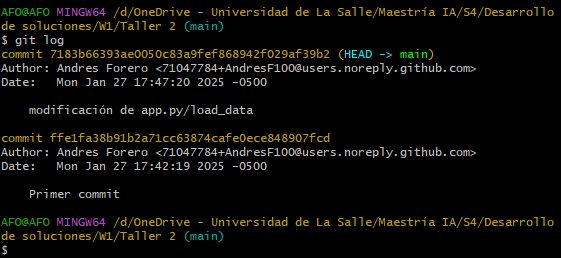 AFO@AFO MINGW64 /d/OneDrive - Universidad de La Salle/Maestría IA/S4/Desarrollo
de soluciones/W1/Taller 2 (main)
$ git log
commit 7183b66393ae0050c83a9fef868942f029af39b2 (HEAD -> main)
Author: Andres Forero <71047784+AndresF100@users.noreply.github.com>
Date:   Mon Jan 27 17:47:20 2025 -0500

    modificación de app.py/load_data

commit ffe1fa38b91b2a71cc63874cafe0ece848907fcd
Author: Andres Forero <71047784+AndresF100@users.noreply.github.com>
Date:   Mon Jan 27 17:42:19 2025 -0500

    Primer commit

AFO@AFO MINGW64 /d/OneDrive - Universidad de La Salle/Maestría IA/S4/Desarrollo
de soluciones/W1/Taller 2 (main)
$